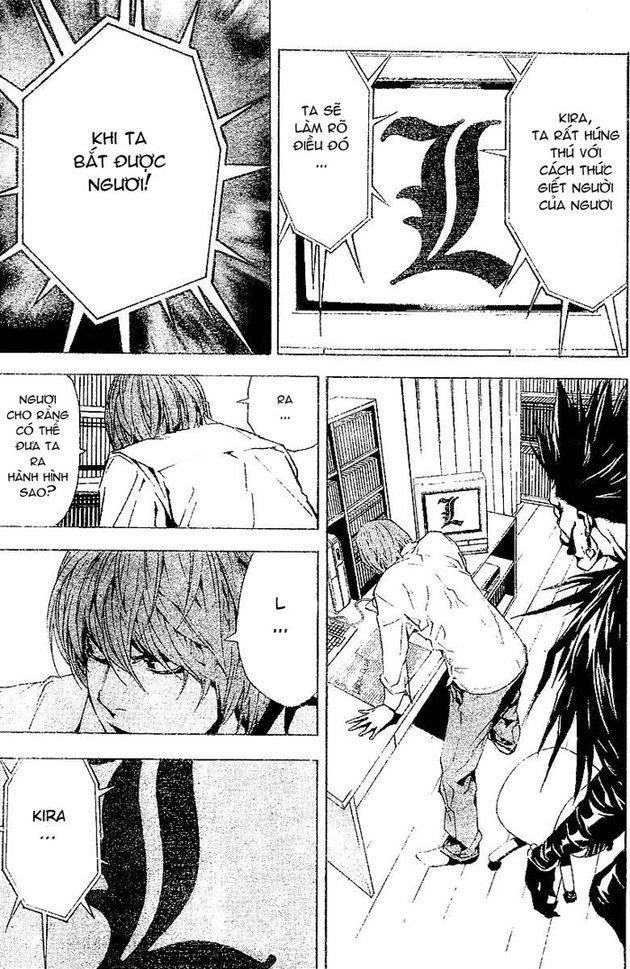 KIRA,
TA RẤT HỨNG
THÚ VỚI
CÁCH THỨC
GIẾT NGƯỜI
CỦA NGƯƠI
TA SẼ
LÀM RÕ
ĐIỀU ĐÓ
...
L
KHI TA
BẮT ĐƯỢC
NGƯƠI!
L
RA
...
NGƯƠI
CHO RẰNG
CÓ THỂ
ĐƯA TA
RA
HÀNH HÌNH
SAO?
L
...
KIRA
...
L